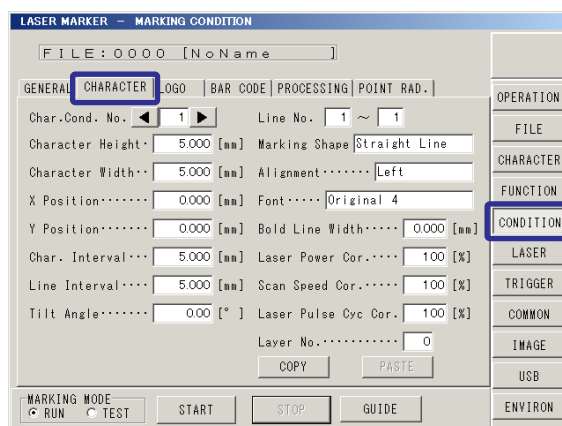 LASER MARKER － MARKING CONDITION
FILE:0000 [NoName ]
GENERAL CHARACTER LOGO BAR CODE PROCESSING POINT RAD.
Char.Cond. No. ◀ 1 ▶ Line No. 1 ～ 1
Character Height·· 5.000 [mm] Marking Shape Straight Line
Character Width·· 5.000 [mm] Alignment······· Left
X Position······· 0.000 [mm] Font····· Original 4
Y Position······· 0.000 [mm] Bold Line Width····· 0.000 [mm]
Char. Interval··· 5.000 [mm] Laser Power Cor.···· 100 [%]
Line Interval···· 5.000 [mm] Scan Speed Cor.····· 100 [%]
Tilt Angle······· 0.00 [° ] Laser Pulse Cyc Cor. 100 [%]
Layer No.··········· 0
COPY PASTE
MARKING MODE
RUN TEST START STOP GUIDE
OPERATION
FILE
CHARACTER
FUNCTION
CONDITION
LASER
TRIGGER
COMMON
IMAGE
USB
ENVIRON